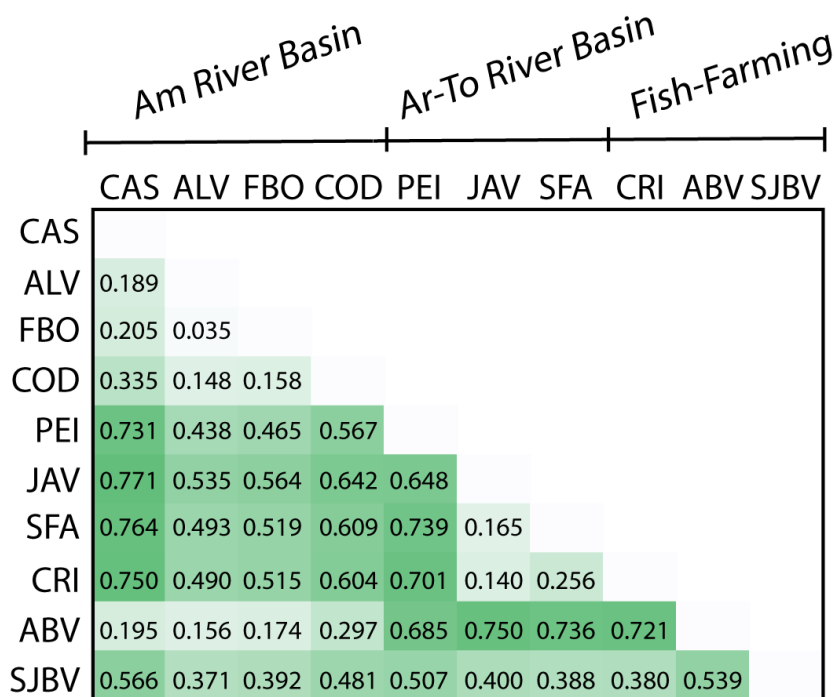 Am River Basin Ar-To River Basin Fish-Farming
CAS ALV FBO COD PEI JAV SFA CRI ABV SJBV
CAS
ALV 0.189
FBO 0.205 0.035
COD 0.335 0.148 0.158
PEI 0.731 0.438 0.465 0.567
JAV 0.771 0.535 0.564 0.642 0.648
SFA 0.764 0.493 0.519 0.609 0.739 0.165
CRI 0.750 0.490 0.515 0.604 0.701 0.140 0.256
ABV 0.195 0.156 0.174 0.297 0.685 0.750 0.736 0.721
SJBV 0.566 0.371 0.392 0.481 0.507 0.400 0.388 0.380 0.539